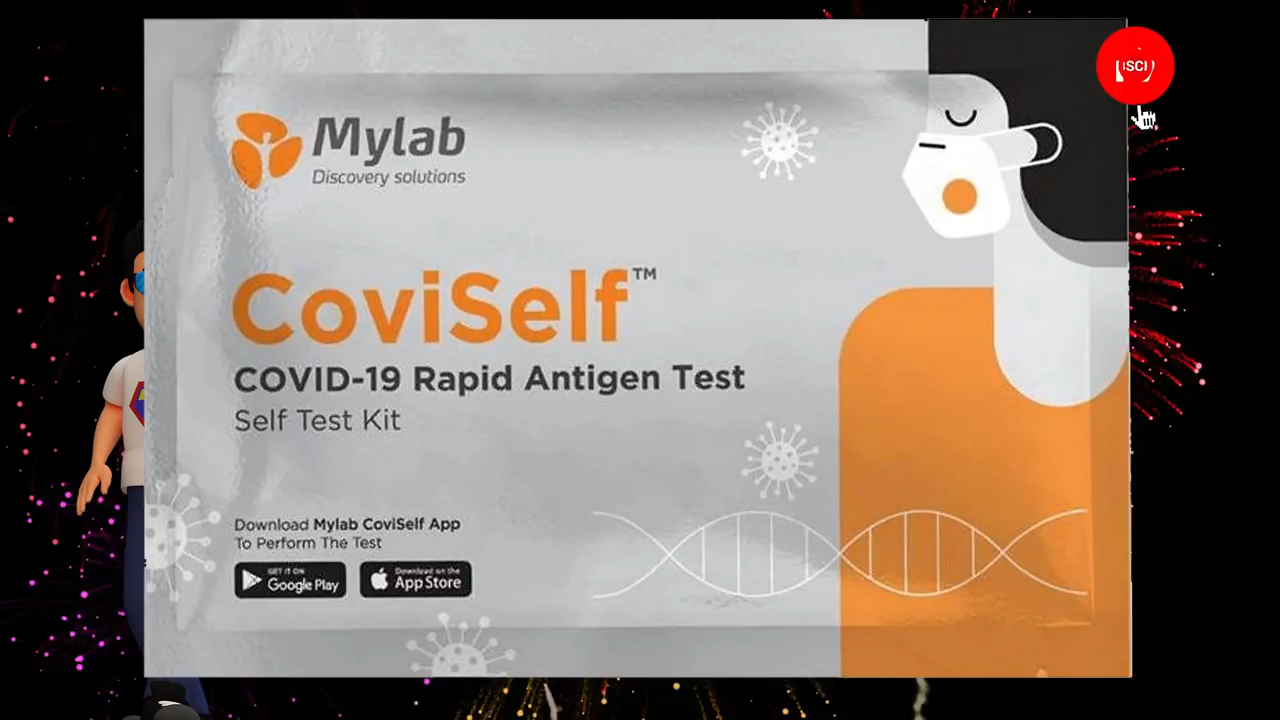 Mylab
Discovery solutions
CoviSelf™
COVID-19 Rapid Antigen Test
Self Test Kit
Download Mylab CoviSelf App
To Perform The Test
GET IT ON
Google Play
Download on the
App Store